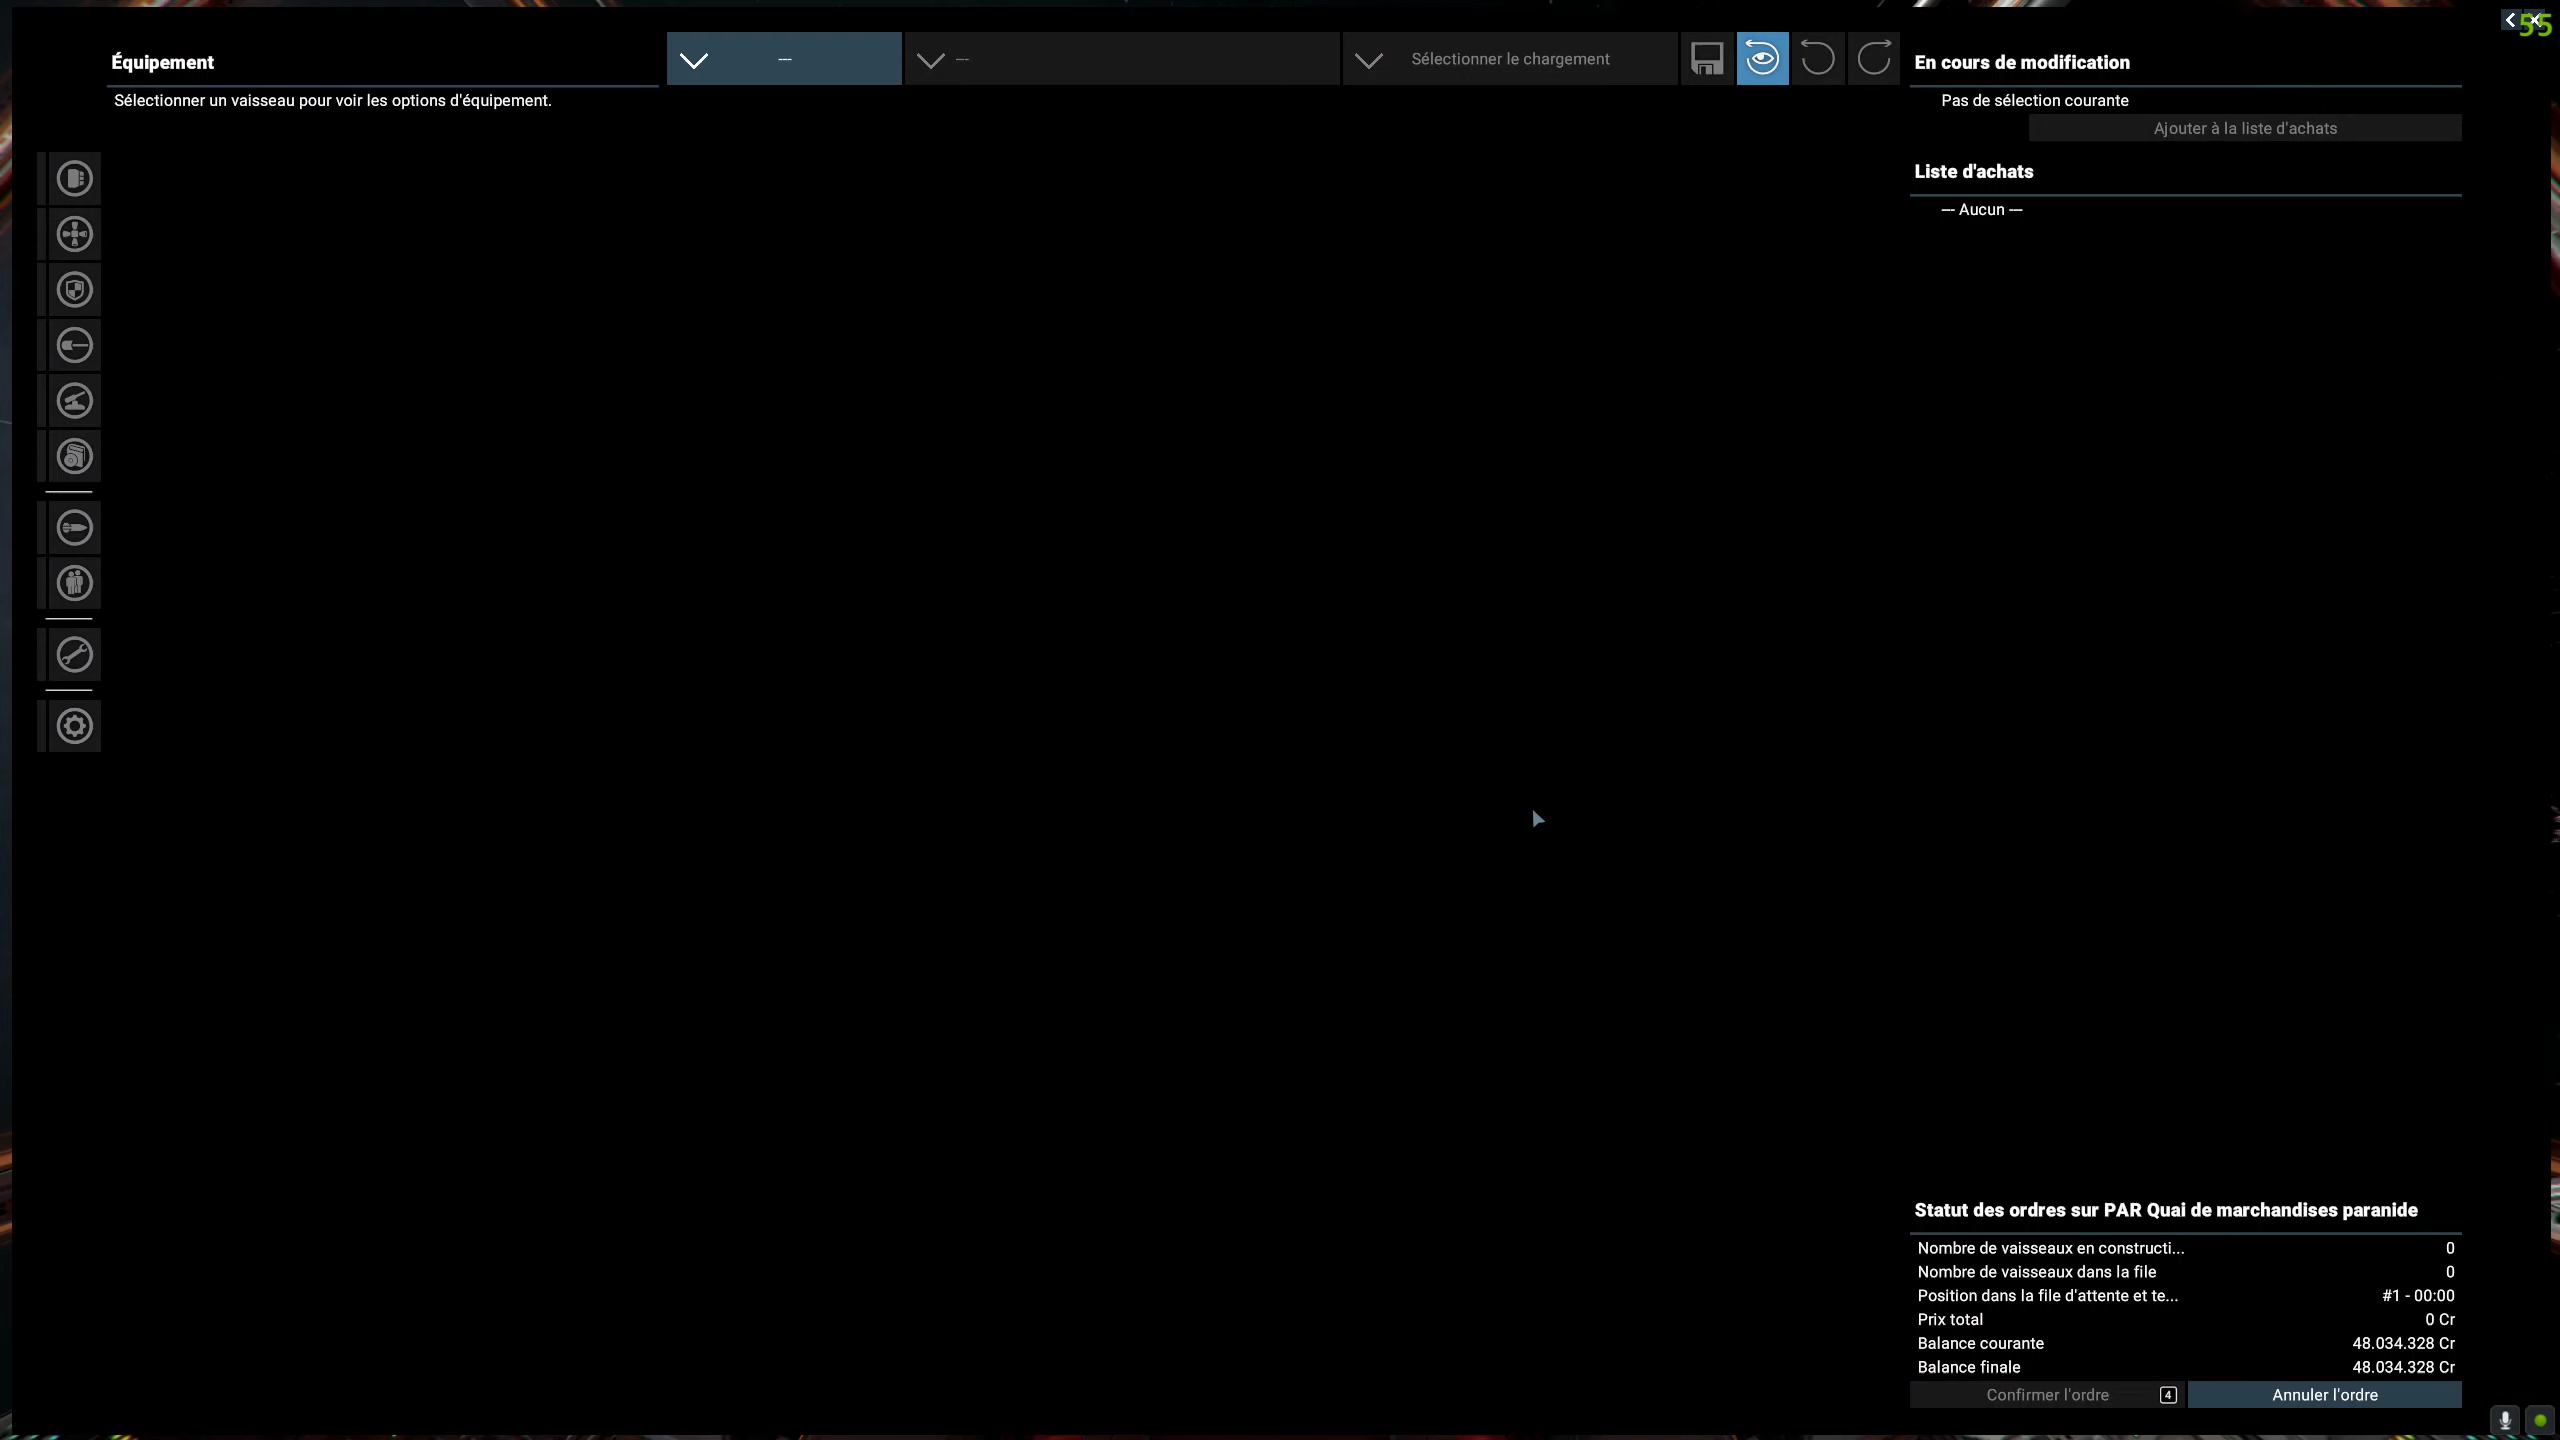 55
Équipement
Sélectionner un vaisseau pour voir les options d'équipement.
---
---
Sélectionner le chargement
En cours de modification
Pas de sélection courante
Ajouter à la liste d'achats
Liste d'achats
--- Aucun ---
Statut des ordres sur PAR Quai de marchandises paranide
Nombre de vaisseaux en constructi... 0
Nombre de vaisseaux dans la file 0
Position dans la file d'attente et te... #1 - 00:00
Prix total 0 Cr
Balance courante 48.034.328 Cr
Balance finale 48.034.328 Cr
Confirmer l'ordre 4 Annuler l'ordre